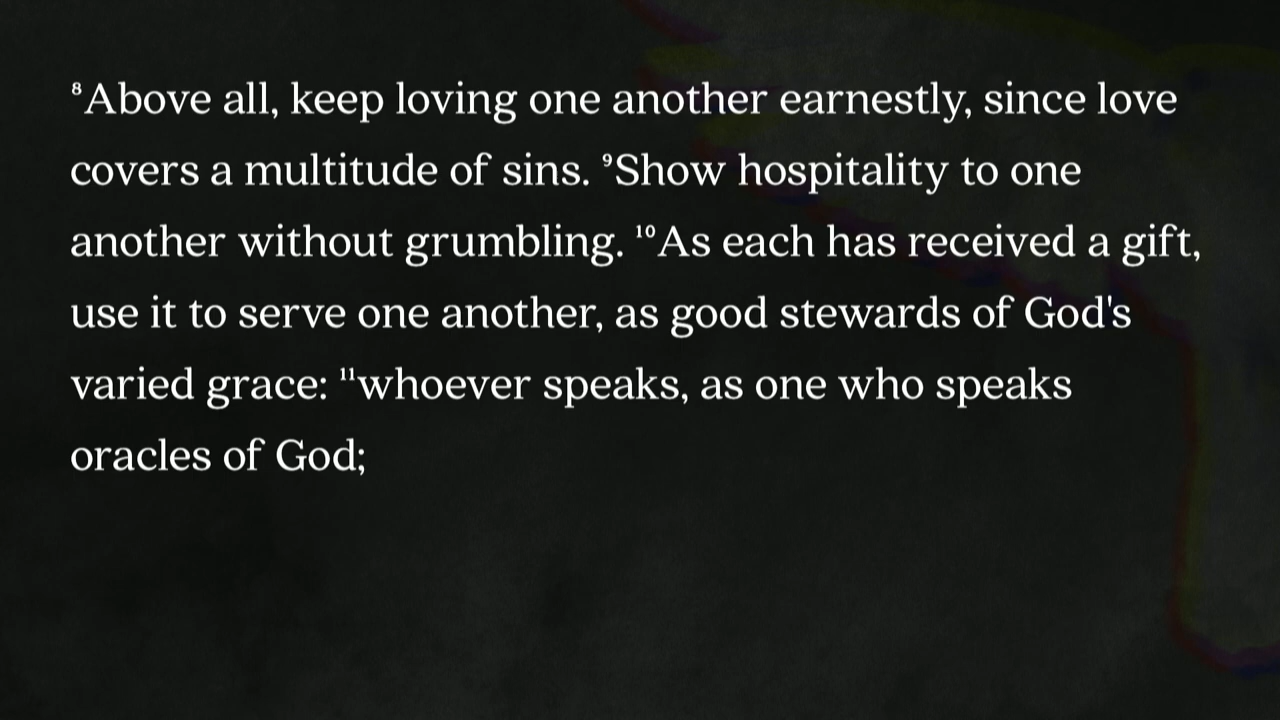 ⁸Above all, keep loving one another earnestly, since love
covers a multitude of sins. ⁹Show hospitality to one
another without grumbling. ¹⁰As each has received a gift,
use it to serve one another, as good stewards of God's
varied grace: ¹¹whoever speaks, as one who speaks
oracles of God;